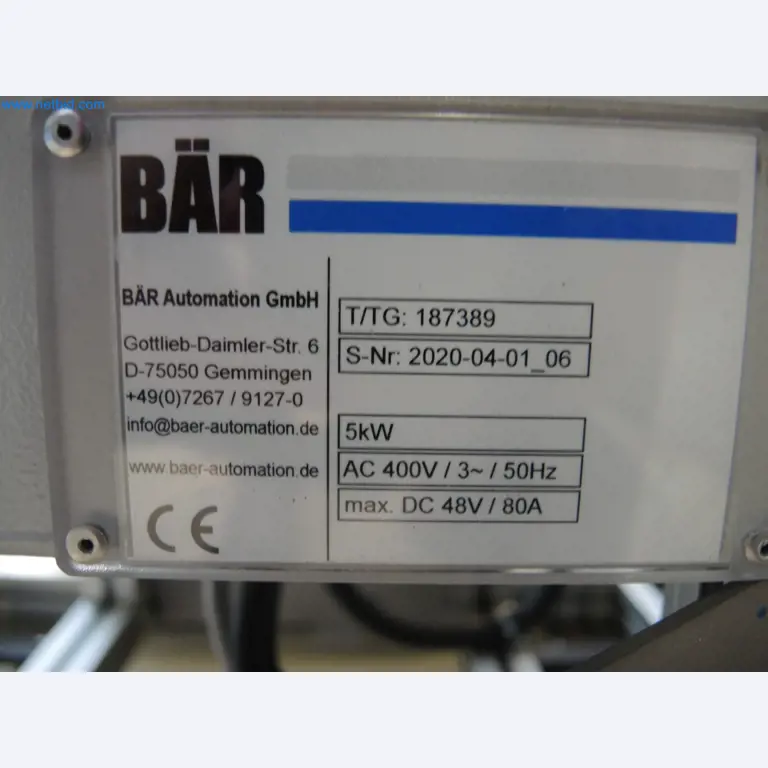 www.netbid.com
BÄR
BÄR Automation GmbH
Gottlieb-Daimler-Str. 6
D-75050 Gemmingen
+49(0)7267 / 9127-0
info@baer-automation.de
www.baer-automation.de
CE
T/TG: 187389
S-Nr: 2020-04-01_06
5kW
AC 400V / 3~ / 50Hz
max. DC 48V / 80A